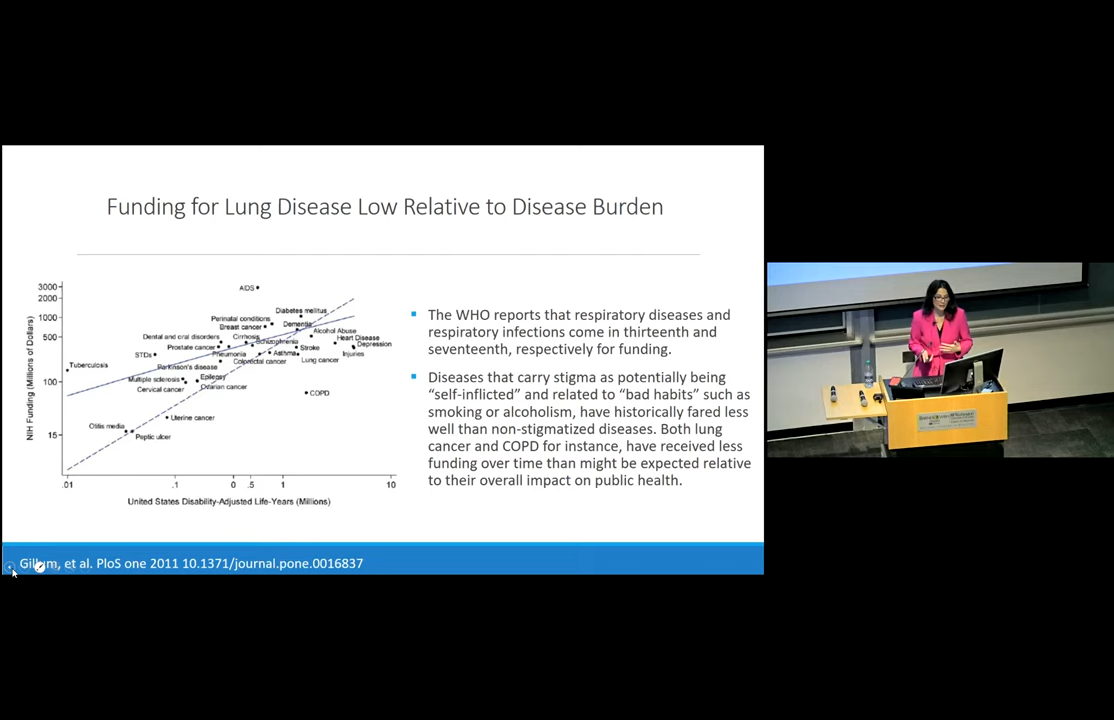 Funding for Lung Disease Low Relative to Disease Burden
3000
2000
1000
500
100
15
NIH Funding (Millions of Dollars)
AIDS
Diabetes mellitus
Perinatal conditions
Breast cancer
Dementia
Alcohol Abuse
Dental and oral disorders
Cirrhosis
Schizophrenia
Heart Disease
Depression
Prostate cancer
Stroke
STDs
Pneumonia
Asthma
Injuries
Colorectal cancer
Lung cancer
Tuberculosis
Parkinson's disease
Multiple sclerosis
Epilepsy
Cervical cancer
Ovarian cancer
COPD
Uterine cancer
Otitis media
Peptic ulcer
.01
.1
0
.5
1
10
United States Disability-Adjusted Life-Years (Millions)
The WHO reports that respiratory diseases and
respiratory infections come in thirteenth and
seventeenth, respectively for funding.
Diseases that carry stigma as potentially being
“self-inflicted” and related to “bad habits” such as
smoking or alcoholism, have historically fared less
well than non-stigmatized diseases. Both lung
cancer and COPD for instance, have received less
funding over time than might be expected relative
to their overall impact on public health.
Gillum, et al. PloS one 2011 10.1371/journal.pone.0016837